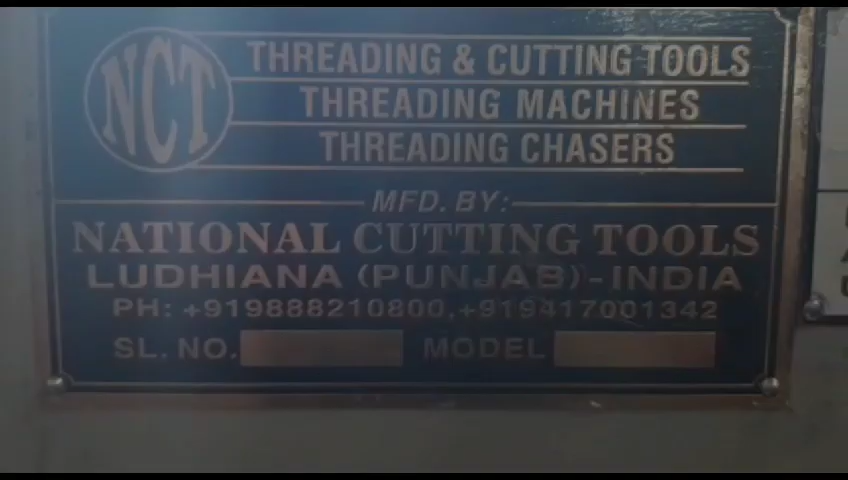 NCT
THREADING & CUTTING TOOLS
THREADING MACHINES
THREADING CHASERS
MFD. BY:
NATIONAL CUTTING TOOLS
LUDHIANA (PUNJAB)-INDIA
PH: +919888210800,+919417001342
SL. NO. MODEL